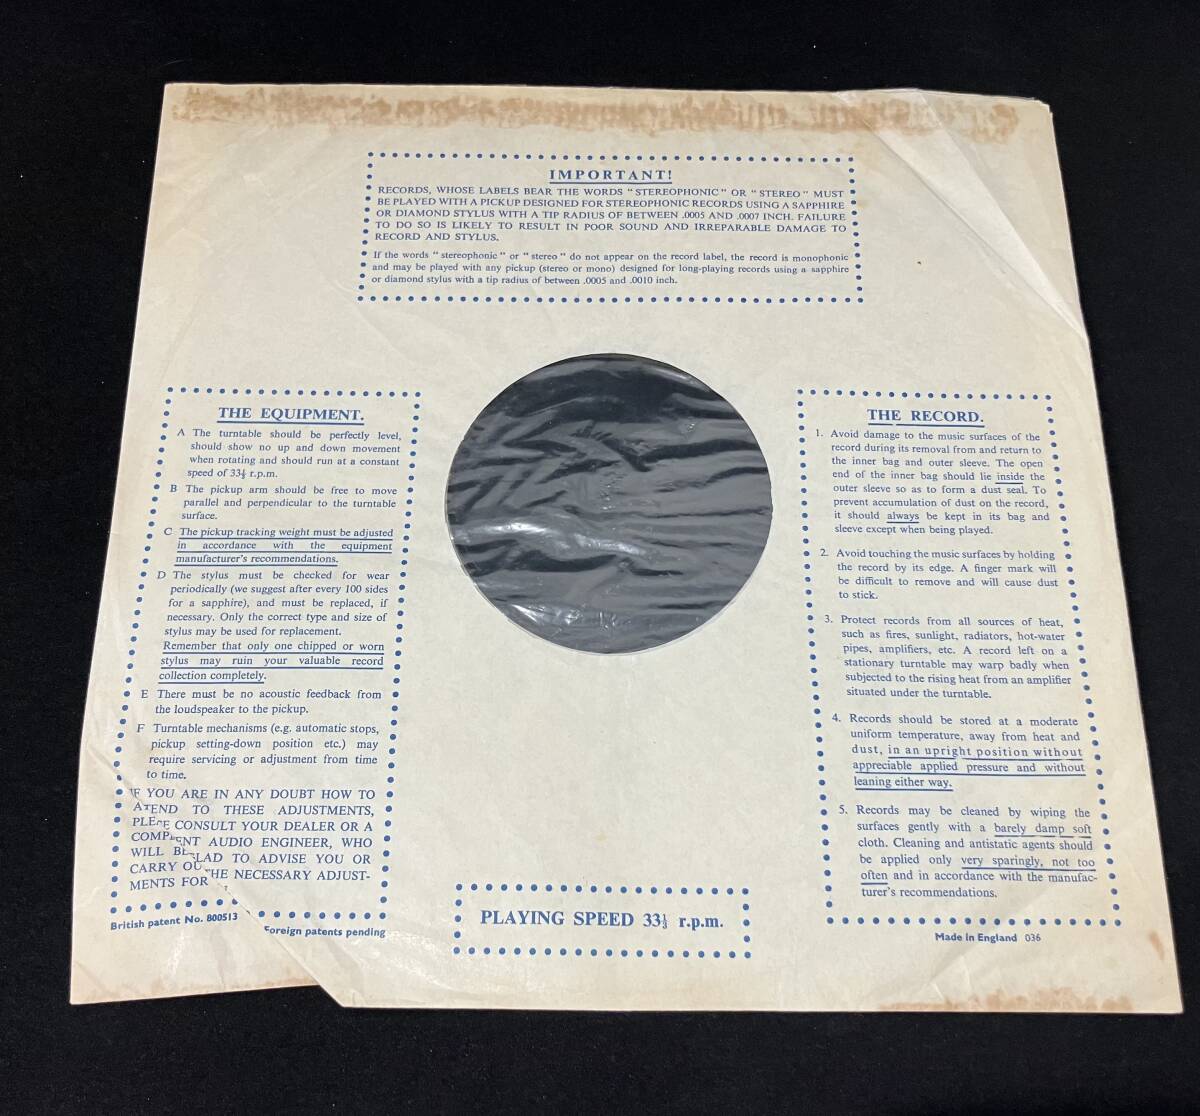 IMPORTANT!
RECORDS, WHOSE LABELS BEAR THE WORDS "STEREOPHONIC" OR "STEREO" MUST
BE PLAYED WITH A PICKUP DESIGNED FOR STEREOPHONIC RECORDS USING A SAPPHIRE
OR DIAMOND STYLUS WITH A TIP RADIUS OF BETWEEN .0005 AND .0007 INCH. FAILURE
TO DO SO IS LIKELY TO RESULT IN POOR SOUND AND IRREPARABLE DAMAGE TO
RECORD AND STYLUS.
If the words "stereophonic" or "stereo" do not appear on the record label, the record is monophonic
and may be played with any pickup (stereo or mono) designed for long-playing records using a sapphire
or diamond stylus with a tip radius of between .0005 and .0010 inch.
THE EQUIPMENT.
A The turntable should be perfectly level,
should show no up and down movement
when rotating and should run at a constant
speed of 33⅓ r.p.m.
B The pickup arm should be free to move
parallel and perpendicular to the turntable
surface.
C The pickup tracking weight must be adjusted
in accordance with the equipment
manufacturer's recommendations.
D The stylus must be checked for wear
periodically (we suggest after every 100 sides
for a sapphire), and must be replaced, if
necessary. Only the correct type and size of
stylus may be used for replacement.
Remember that only one chipped or worn
stylus may ruin your valuable record
collection completely.
E There must be no acoustic feedback from
the loudspeaker to the pickup.
F Turntable mechanisms (e.g. automatic stops,
pickup setting-down position etc.) may
require servicing or adjustment from time
to time.
IF YOU ARE IN ANY DOUBT HOW TO
ATEND TO THESE ADJUSTMENTS,
PLEASE CONSULT YOUR DEALER OR A
COMPENT AUDIO ENGINEER, WHO
WILL BE LAD TO ADVISE YOU OR
CARRY OU HE NECESSARY ADJUST-
MENTS FOR
British patent No. 800513
Foreign patents pending
THE RECORD.
1. Avoid damage to the music surfaces of the
record during its removal from and return to
the inner bag and outer sleeve. The open
end of the inner bag should lie inside the
outer sleeve so as to form a dust seal. To
prevent accumulation of dust on the record,
it should always be kept in its bag and
sleeve except when being played.
2. Avoid touching the music surfaces by holding
the record by its edge. A finger mark will
be difficult to remove and will cause dust
to stick.
3. Protect records from all sources of heat,
such as fires, sunlight, radiators, hot-water
pipes, amplifiers, etc. A record left on a
stationary turntable may warp badly when
subjected to the rising heat from an amplifier
situated under the turntable.
4. Records should be stored at a moderate
uniform temperature, away from heat and
dust, in an upright position without
appreciable applied pressure and without
leaning either way.
5. Records may be cleaned by wiping the
surfaces gently with a barely damp soft
cloth. Cleaning and antistatic agents should
be applied only very sparingly, not too
often and in accordance with the manufac-
turer's recommendations.
Made in England 036
PLAYING SPEED 33⅓ r.p.m.